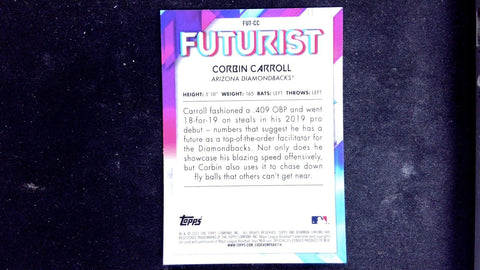 FUT-CC
FUTURIST
CORBIN CARROLL
ARIZONA DIAMONDBACKS®
HEIGHT: 5'10" WEIGHT: 165 BATS: LEFT THROWS: LEFT
Carroll fashioned a .409 OBP and went
18-for-19 on steals in his 2019 pro
debut – numbers that suggest he has
a future as a top-of-the-order facilitator for
the Diamondbacks. Not only does he
showcase his blazing speed offensively,
but Corbin also uses it to chase down
fly balls that others can't get near.
Topps